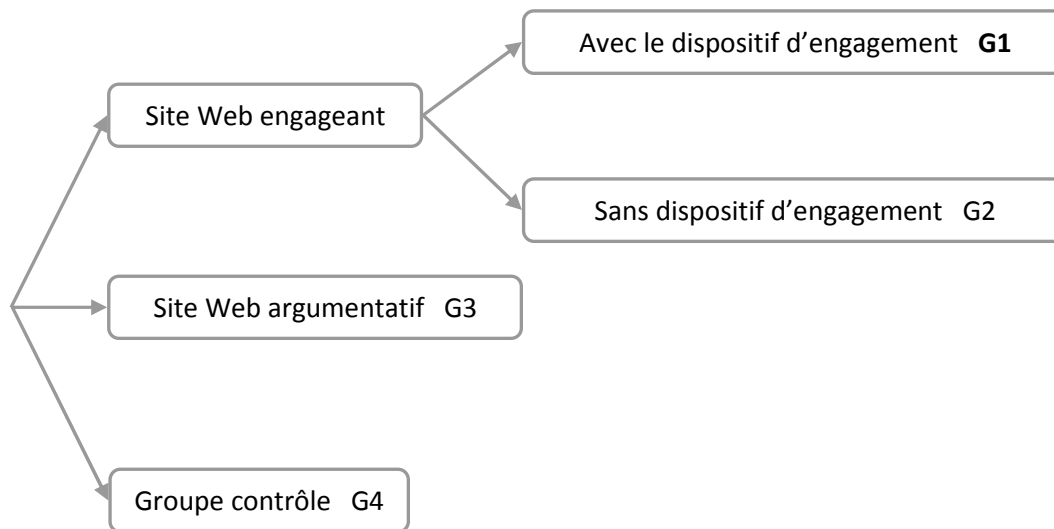 Avec le dispositif d’engagement G1
Site Web engageant
Sans dispositif d’engagement G2
Site Web argumentatif G3
Groupe contrôle G4